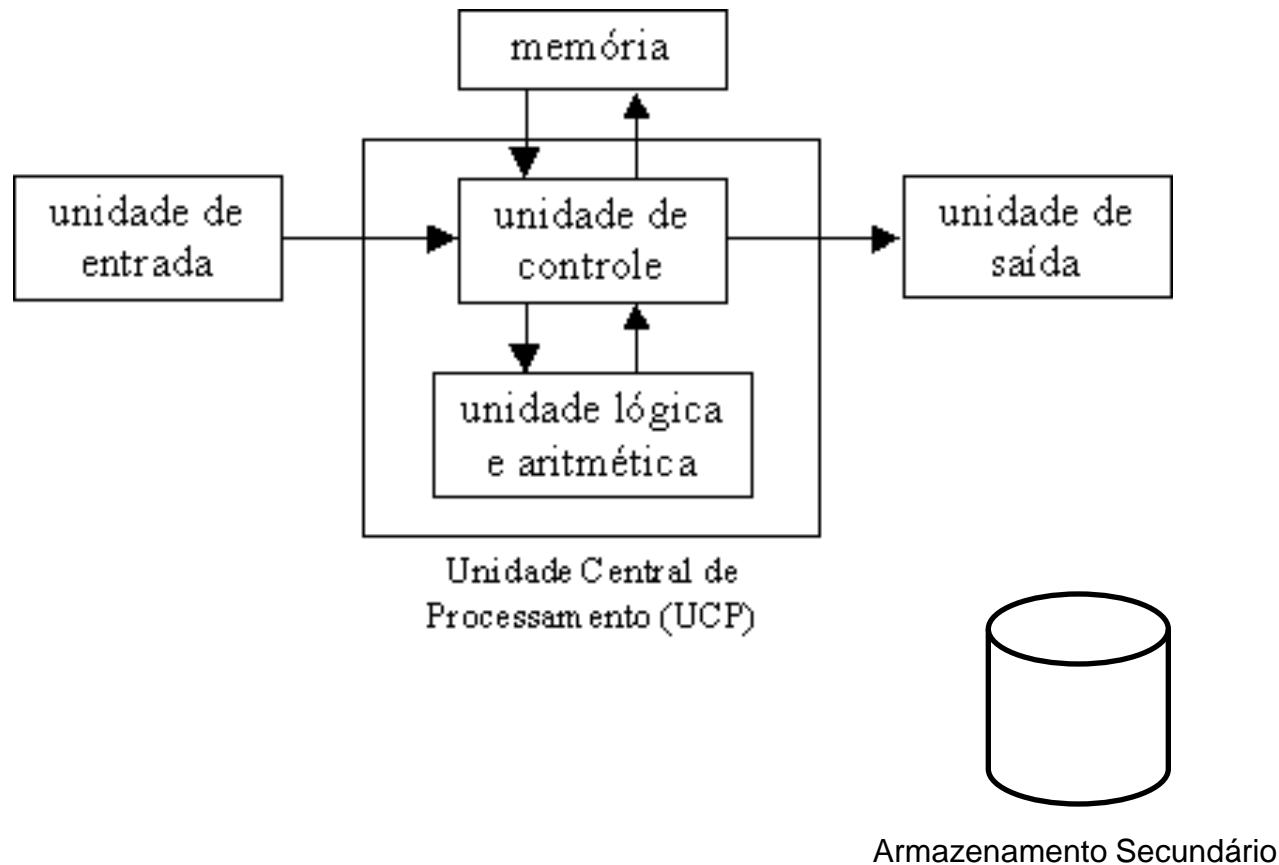 memória
unidade de
entrada
unidade de
controle
unidade de
saída
unidade lógica
e aritmética
Unidade Central de
Processamento (UCP)
Armazenamento Secundário